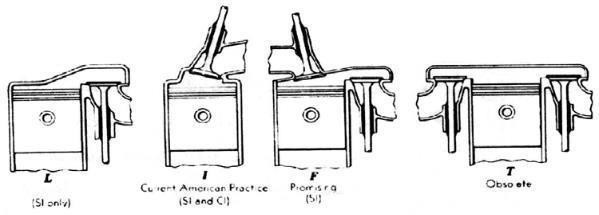 L
I
F
T
(SI only)
Current American Practice
(SI and CI)
Promising
(SI)
Obsolete